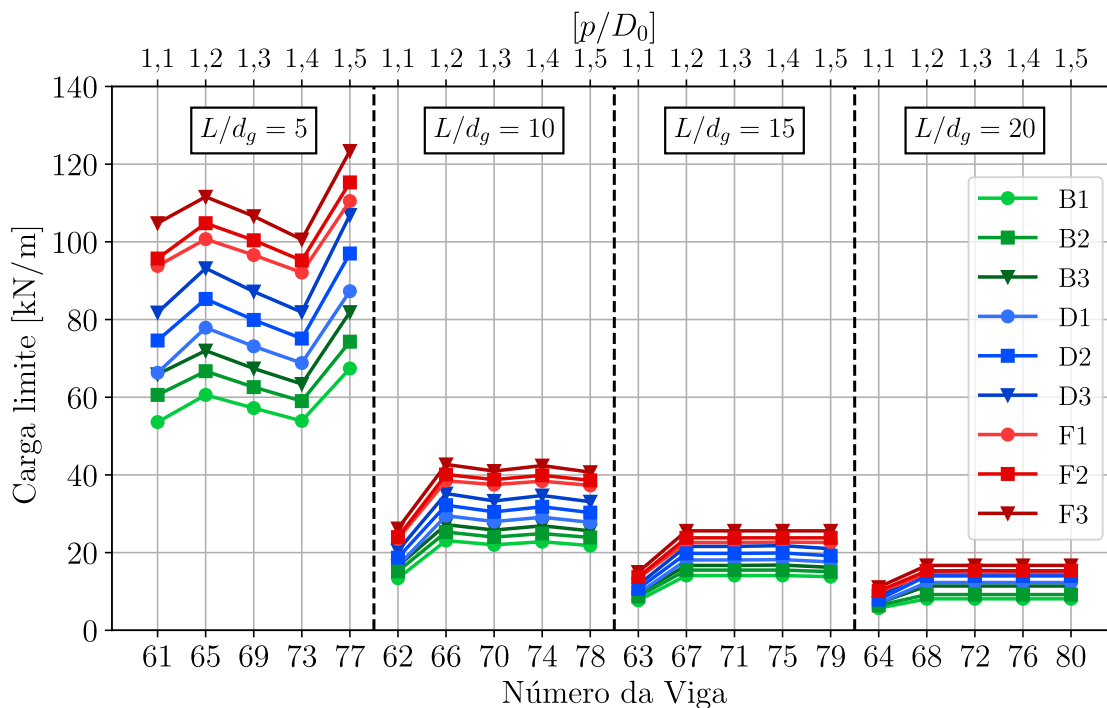 [p/D₀]
1,1 1,2 1,3 1,4 1,5 1,1 1,2 1,3 1,4 1,5 1,1 1,2 1,3 1,4 1,5 1,1 1,2 1,3 1,4 1,5
L/d_g = 5
L/d_g = 10
L/d_g = 15
L/d_g = 20
140
120
100
80
60
40
20
0
Carga limite [kN/m]
B1
B2
B3
D1
D2
D3
F1
F2
F3
61 65 69 73 77 62 66 70 74 78 63 67 71 75 79 64 68 72 76 80
Número da Viga